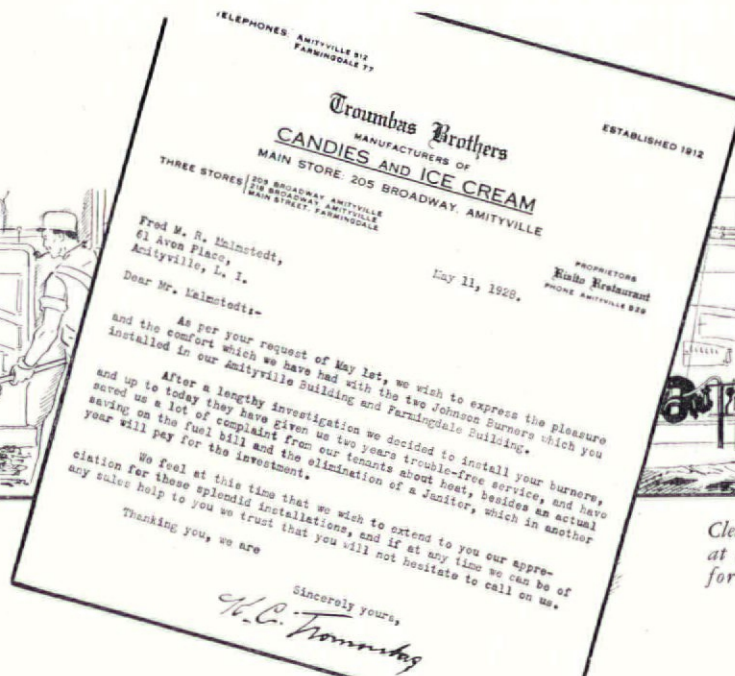 TELEPHONES: AMITYVILLE 912
FARMINGDALE 77
ESTABLISHED 1912
Troumbas Brothers
MANUFACTURERS OF
CANDIES AND ICE CREAM
MAIN STORE: 205 BROADWAY, AMITYVILLE
THREE STORES
205 BROADWAY AMITYVILLE
218 BROADWAY AMITYVILLE
MAIN STREET, FARMINGDALE
PROPRIETORS
Rialto Restaurant
PHONE AMITYVILLE
Fred M. R. Malmstedt,
61 Avon Place,
Amityville, L. I.
May 11, 1928.
Dear Mr. Malmstedt:-
As per your request of May 1st, we wish to express the pleasure
and the comfort which we have had with the two Johnson Burners which you
installed in our Amityville Building and Farmingdale Building.
After a lengthy investigation we decided to install your burners,
and up to today they have given us two years trouble-free service, and have
saved us a lot of complaint from our tenants about heat, besides an actual
saving on the fuel bill and the elimination of a Janitor, which in another
year will pay for the investment.
We feel at this time that we wish to extend to you our appre-
ciation for these splendid installations, and if at any time we can be of
any sales help to you we trust that you will not hesitate to call on us.
Thanking you, we are
Sincerely yours,
Cle
at
for